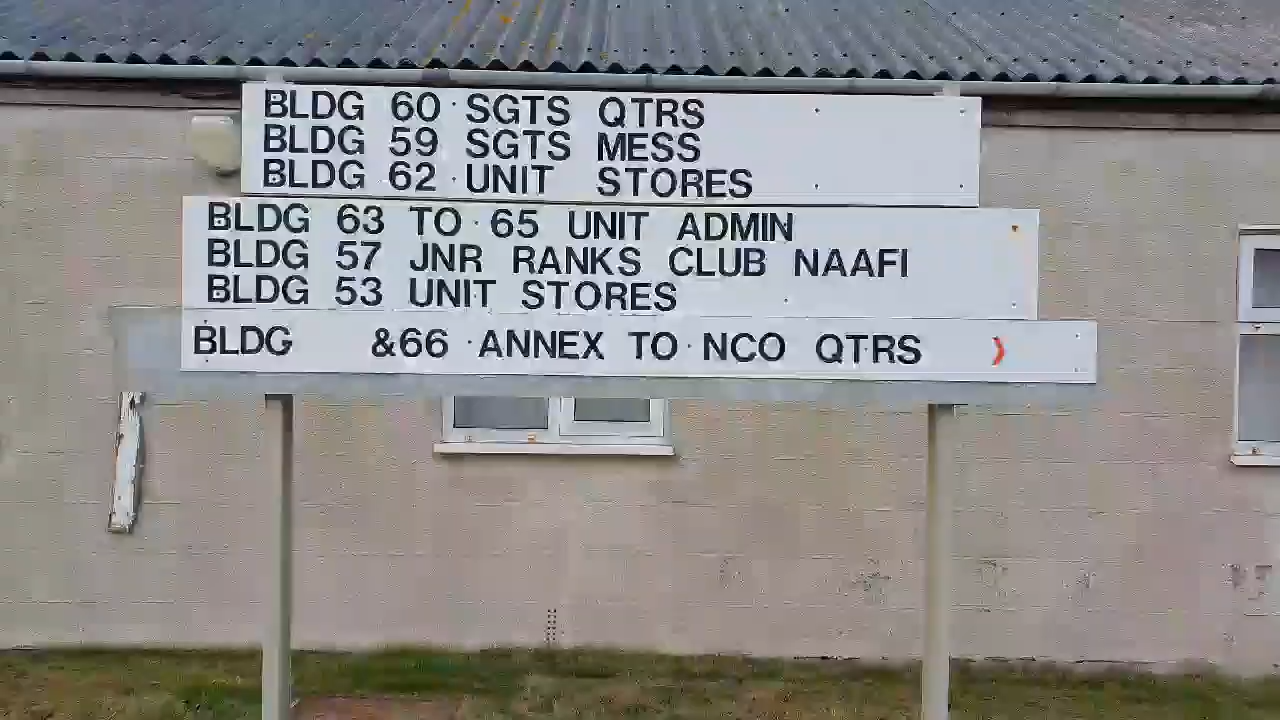 BLDG 60 SGTS QTRS
BLDG 59 SGTS MESS
BLDG 62 UNIT STORES
BLDG 63 TO 65 UNIT ADMIN
BLDG 57 JNR RANKS CLUB NAAFI
BLDG 53 UNIT STORES
BLDG &66 ANNEX TO NCO QTRS